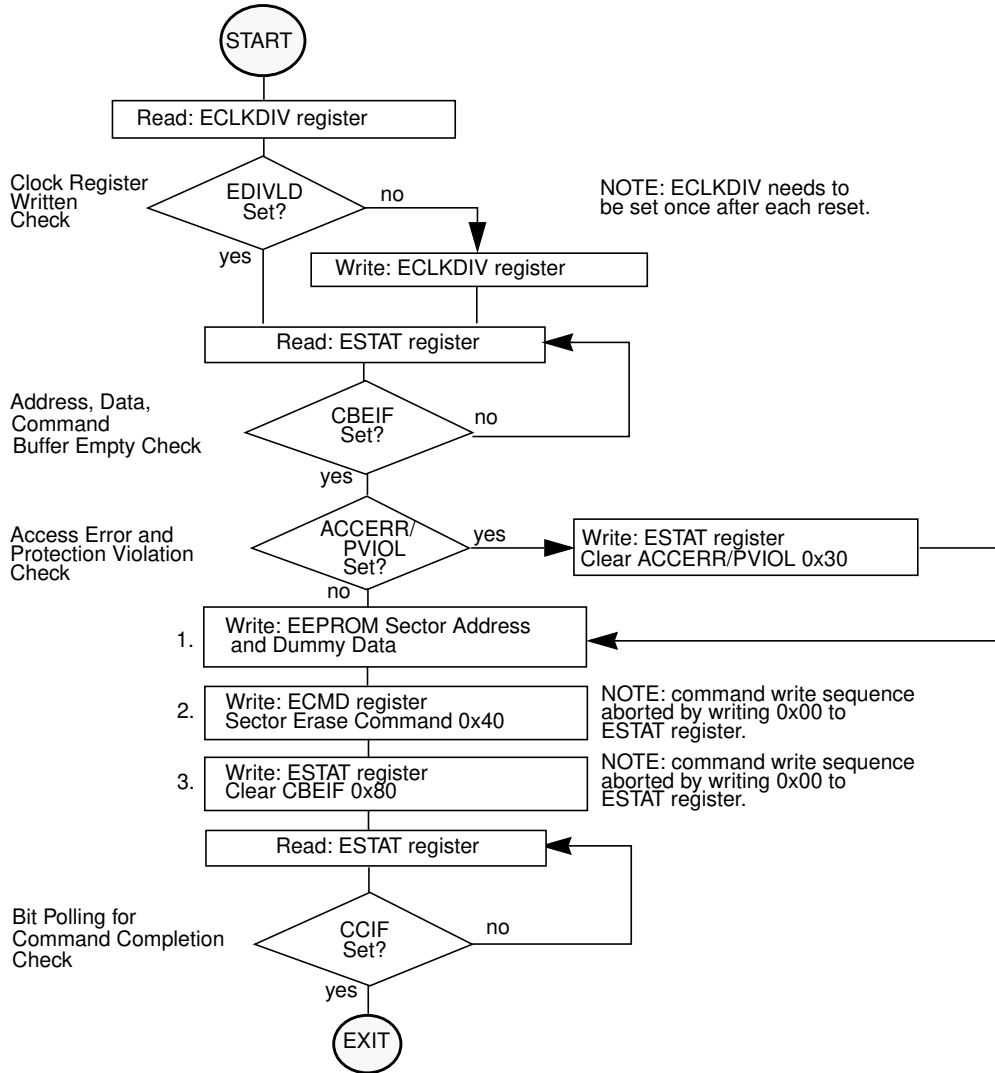 START
Read: ECLKDIV register
Clock Register
Written
Check
EDIVLD
Set?
no
yes
NOTE: ECLKDIV needs to
be set once after each reset.
Write: ECLKDIV register
Read: ESTAT register
Address, Data,
Command
Buffer Empty Check
CBEIF
Set?
no
yes
Access Error and
Protection Violation
Check
ACCERR/
PVIOL
Set?
yes
no
Write: ESTAT register
Clear ACCERR/PVIOL 0x30
1.
Write: EEPROM Sector Address
and Dummy Data
2.
Write: ECMD register
Sector Erase Command 0x40
NOTE: command write sequence
aborted by writing 0x00 to
ESTAT register.
3.
Write: ESTAT register
Clear CBEIF 0x80
NOTE: command write sequence
aborted by writing 0x00 to
ESTAT register.
Read: ESTAT register
Bit Polling for
Command Completion
Check
CCIF
Set?
no
yes
EXIT